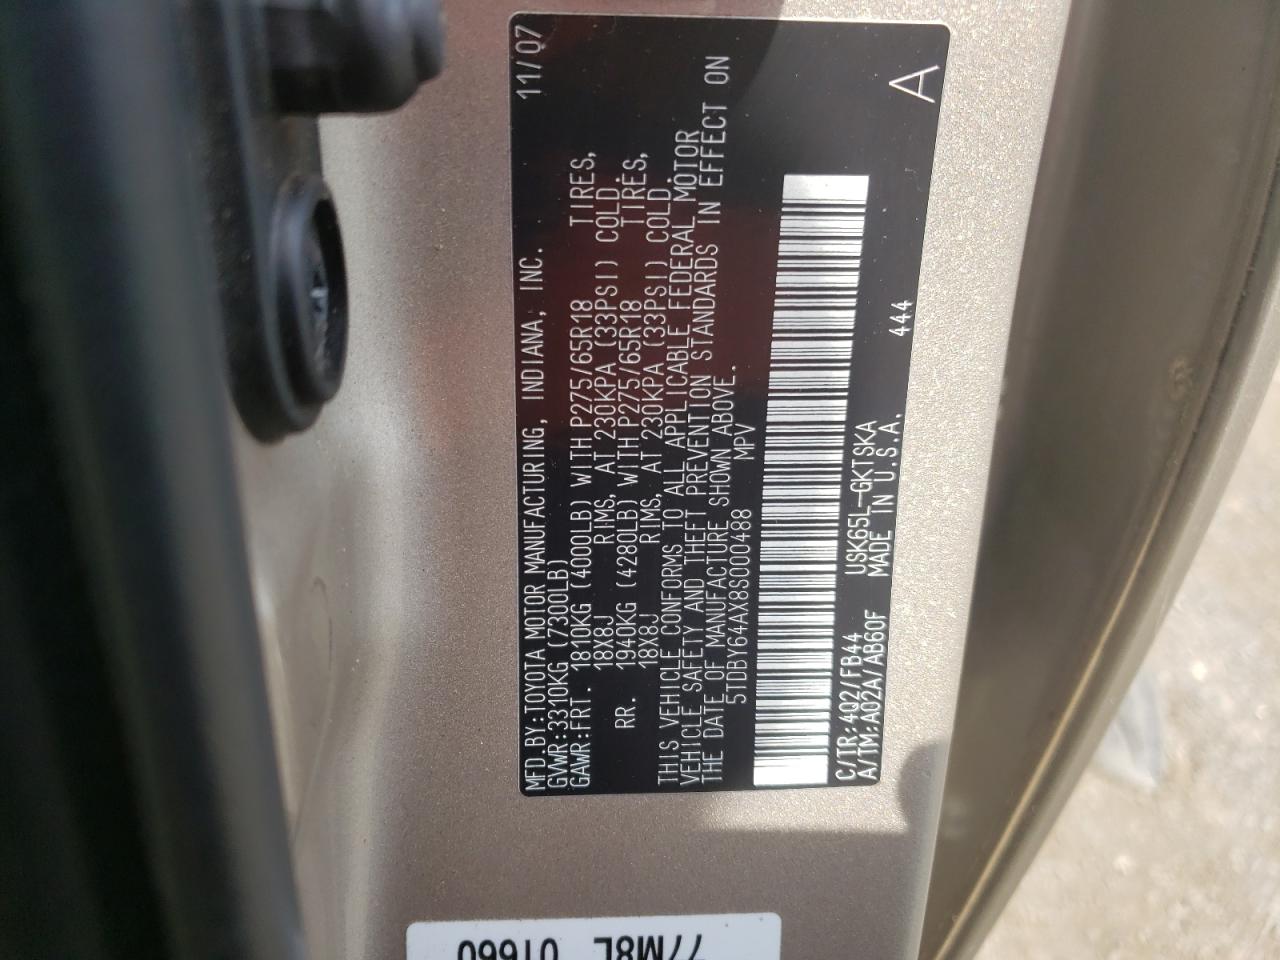 11/07
MFD.BY:TOYOTA MOTOR MANUFACTURING, INDIANA, INC.
GVWR:3310KG (7300LB)
GAWR:FRT. 1810KG (4000LB) WITH P275/65R18 TIRES,
18X8J RIMS, AT 230KPA (33PSI) COLD.
RR. 1940KG (4280LB) WITH P275/65R18 TIRES,
18X8J RIMS, AT 230KPA (33PSI) COLD.
THIS VEHICLE CONFORMS TO ALL APPLICABLE FEDERAL MOTOR
VEHICLE SAFETY AND THEFT PREVENTION STANDARDS IN EFFECT ON
THE DATE OF MANUFACTURE SHOWN ABOVE.
5TDBY64AX8S000488 MPV
C/TR:4Q2/FB44 USK65L-GKTSKA
A/TM:A02A/AB60F MADE IN U.S.A. 444
A
77M8L 01660